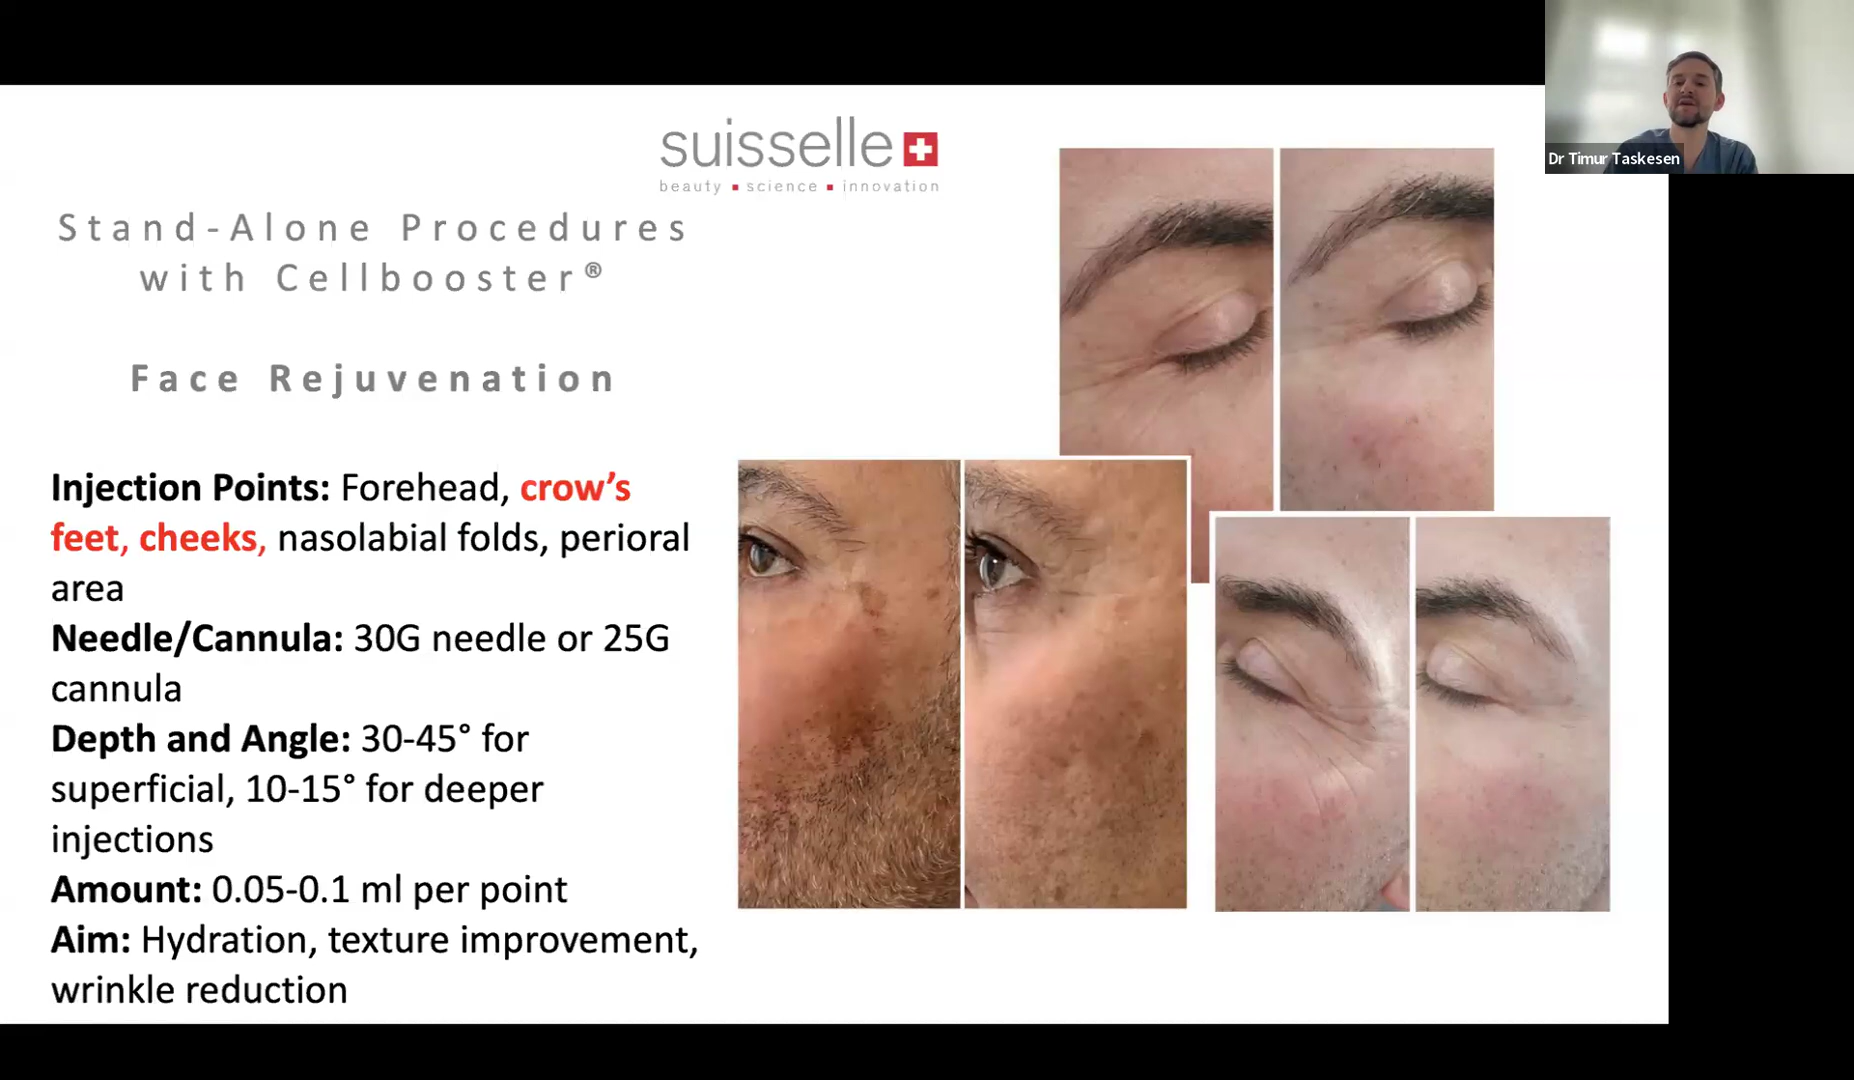 suisselle
beauty ▪ science ▪ innovation
Dr Timur Taskesen
Stand-Alone Procedures
with Cellbooster®
Face Rejuvenation
Injection Points: Forehead, crow’s
feet, cheeks, nasolabial folds, perioral
area
Needle/Cannula: 30G needle or 25G
cannula
Depth and Angle: 30-45° for
superficial, 10-15° for deeper
injections
Amount: 0.05-0.1 ml per point
Aim: Hydration, texture improvement,
wrinkle reduction